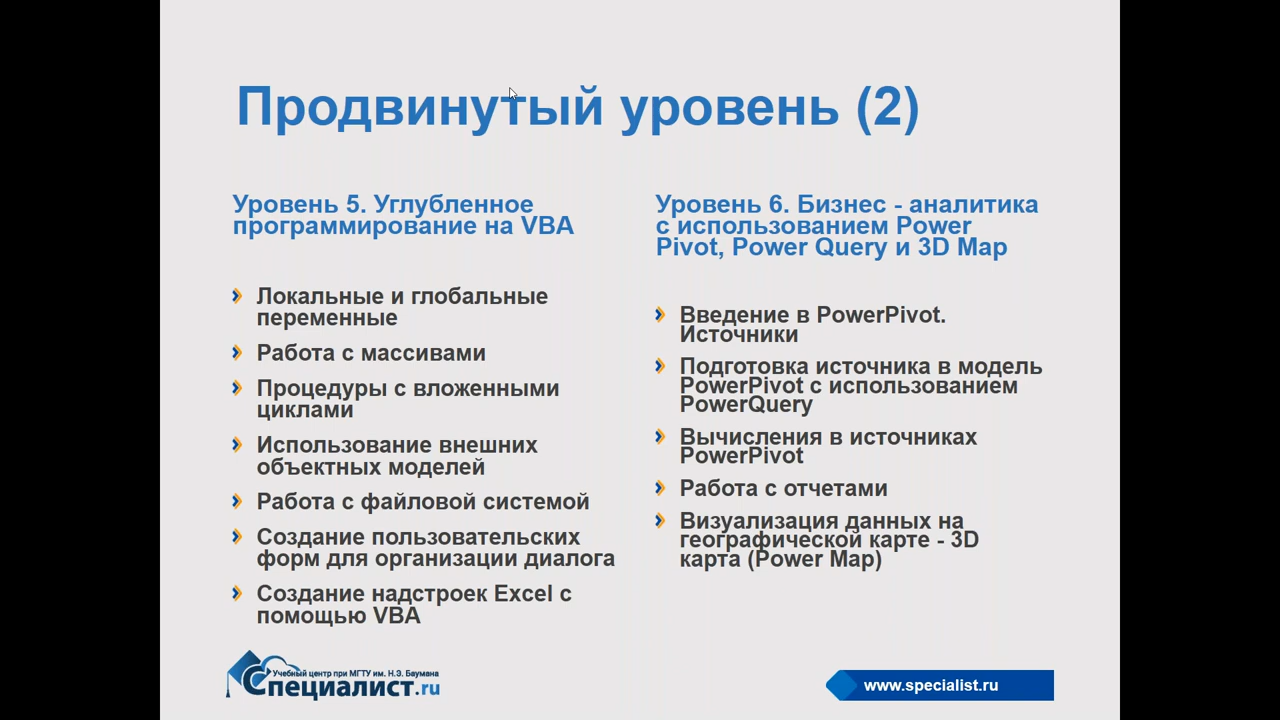 Продвинутый уровень (2)
Уровень 5. Углубленное
программирование на VBA
Локальные и глобальные
переменные
Работа с массивами
Процедуры с вложенными
циклами
Использование внешних
объектных моделей
Работа с файловой системой
Создание пользовательских
форм для организации диалога
Создание надстроек Excel с
помощью VBA
Уровень 6. Бизнес - аналитика
с использованием Power
Pivot, Power Query и 3D Map
Введение в PowerPivot.
Источники
Подготовка источника в модель
PowerPivot с использованием
PowerQuery
Вычисления в источниках
PowerPivot
Работа с отчетами
Визуализация данных на
географической карте - 3D
карта (Power Map)
Учебный центр при МГТУ им. Н.Э. Баумана
Специалист.ru
www.specialist.ru